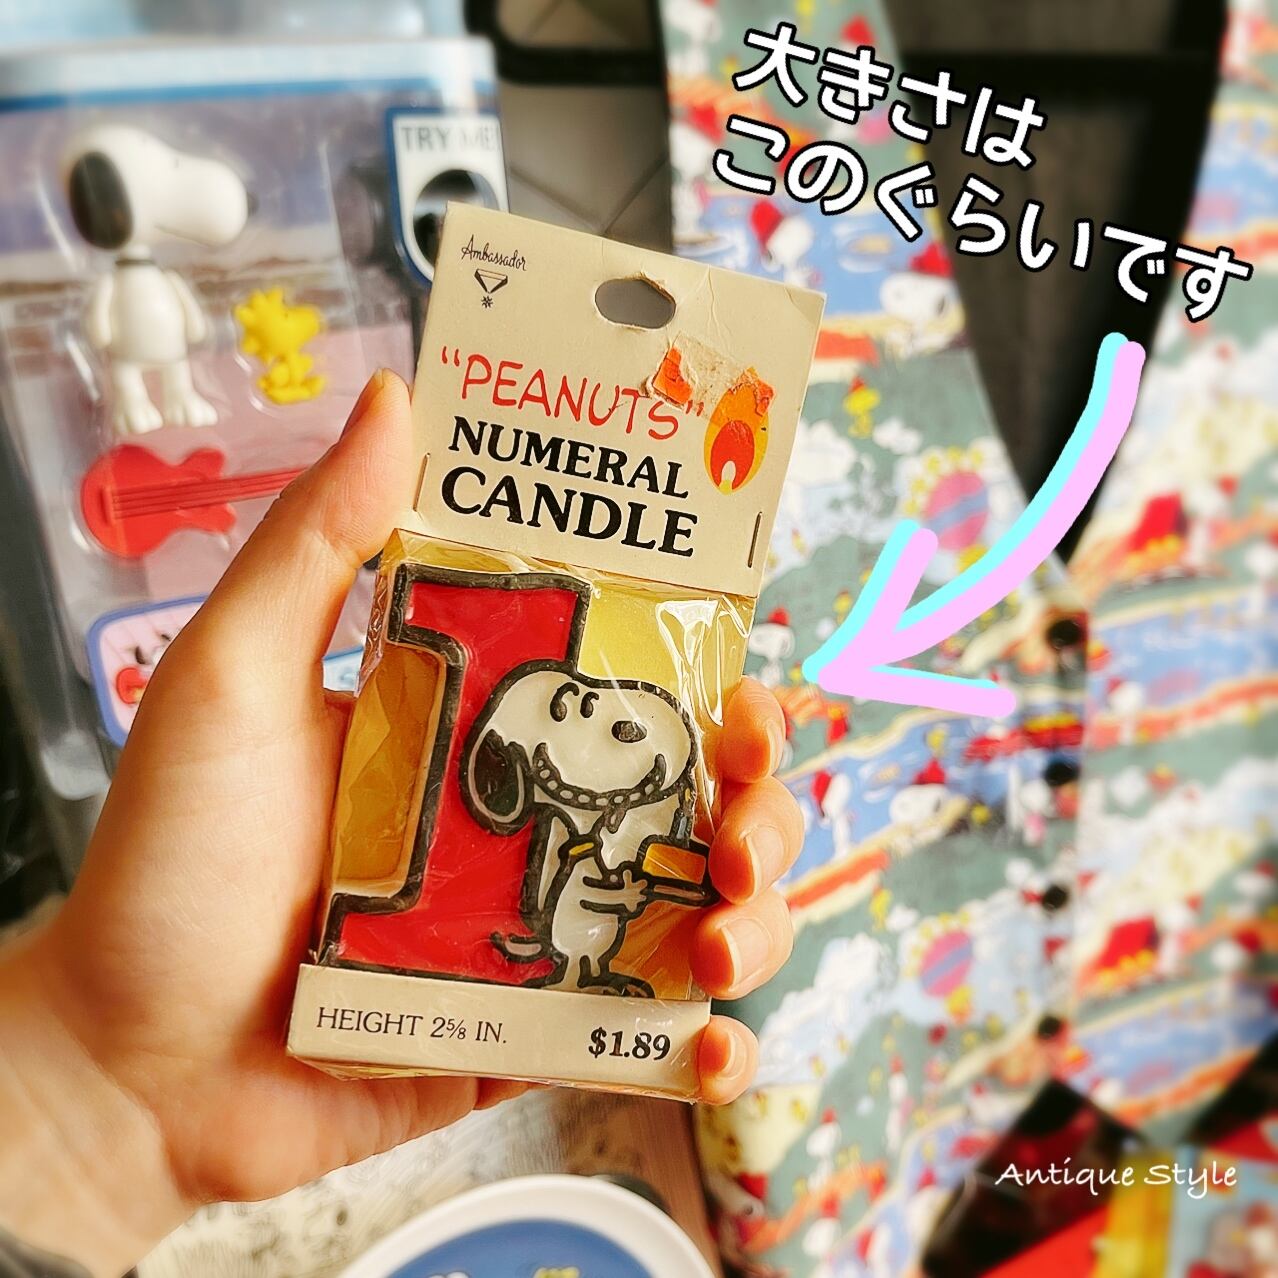 大きさは
このぐらいです
TRY ME!
Ambassador
"PEANUTS"
NUMERAL
CANDLE
HEIGHT 2⅝ IN.
$1.89
Antique Style